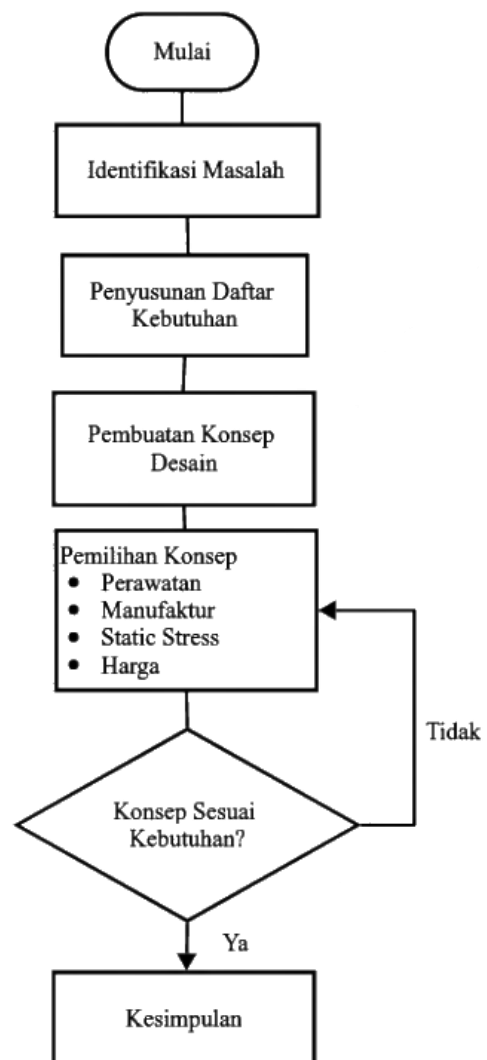 Mulai
Identifikasi Masalah
Penyusunan Daftar
Kebutuhan
Pembuatan Konsep
Desain
Pemilihan Konsep
• Perawatan
• Manufaktur
• Static Stress
• Harga
Tidak
Konsep Sesuai
Kebutuhan?
Ya
Kesimpulan